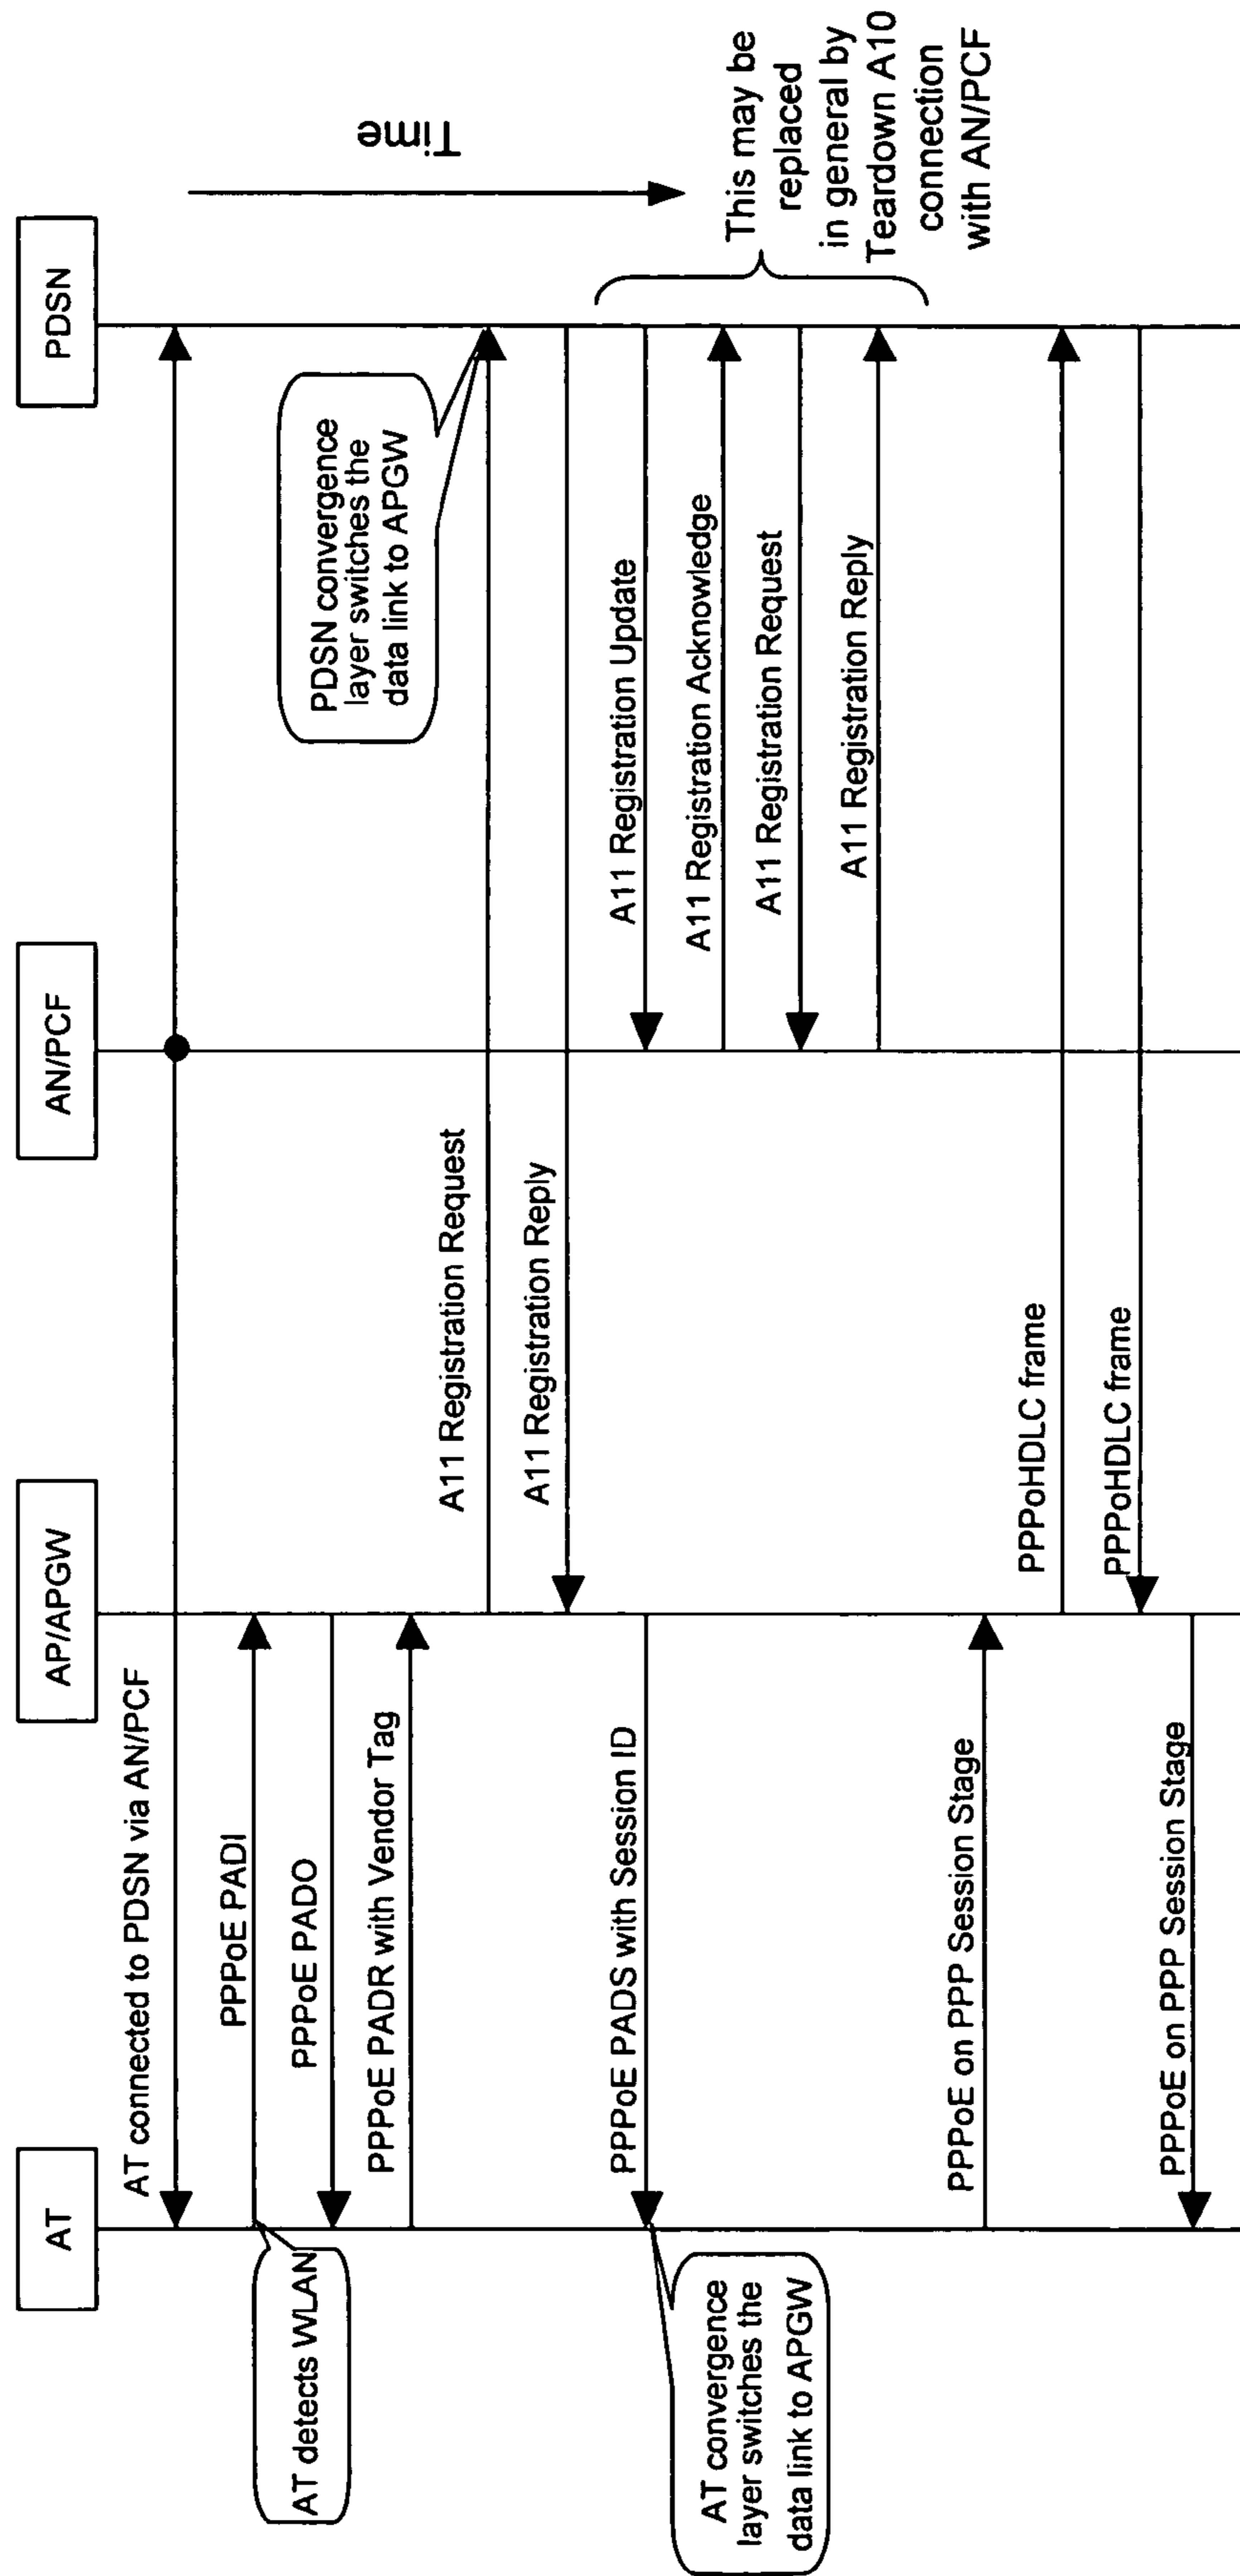 AT
AP/APGW
AN/PCF
PDSN
Time
AT connected to PDSN via AN/PCF
AT detects WLAN
PPPoE PADI
PPPoE PADO
PPPoE PADR with Vendor Tag
PDSN convergence
layer switches the
data link to APGW
A11 Registration Request
A11 Registration Reply
PPPoE PADS with Session ID
AT convergence
layer switches the
data link to APGW
A11 Registration Update
A11 Registration Acknowledge
A11 Registration Request
A11 Registration Reply
This may be
replaced
in general by
Teardown A10
connection
with AN/PCF
PPPoE on PPP Session Stage
PPPoHDLC frame
PPPoHDLC frame
PPPoE on PPP Session Stage